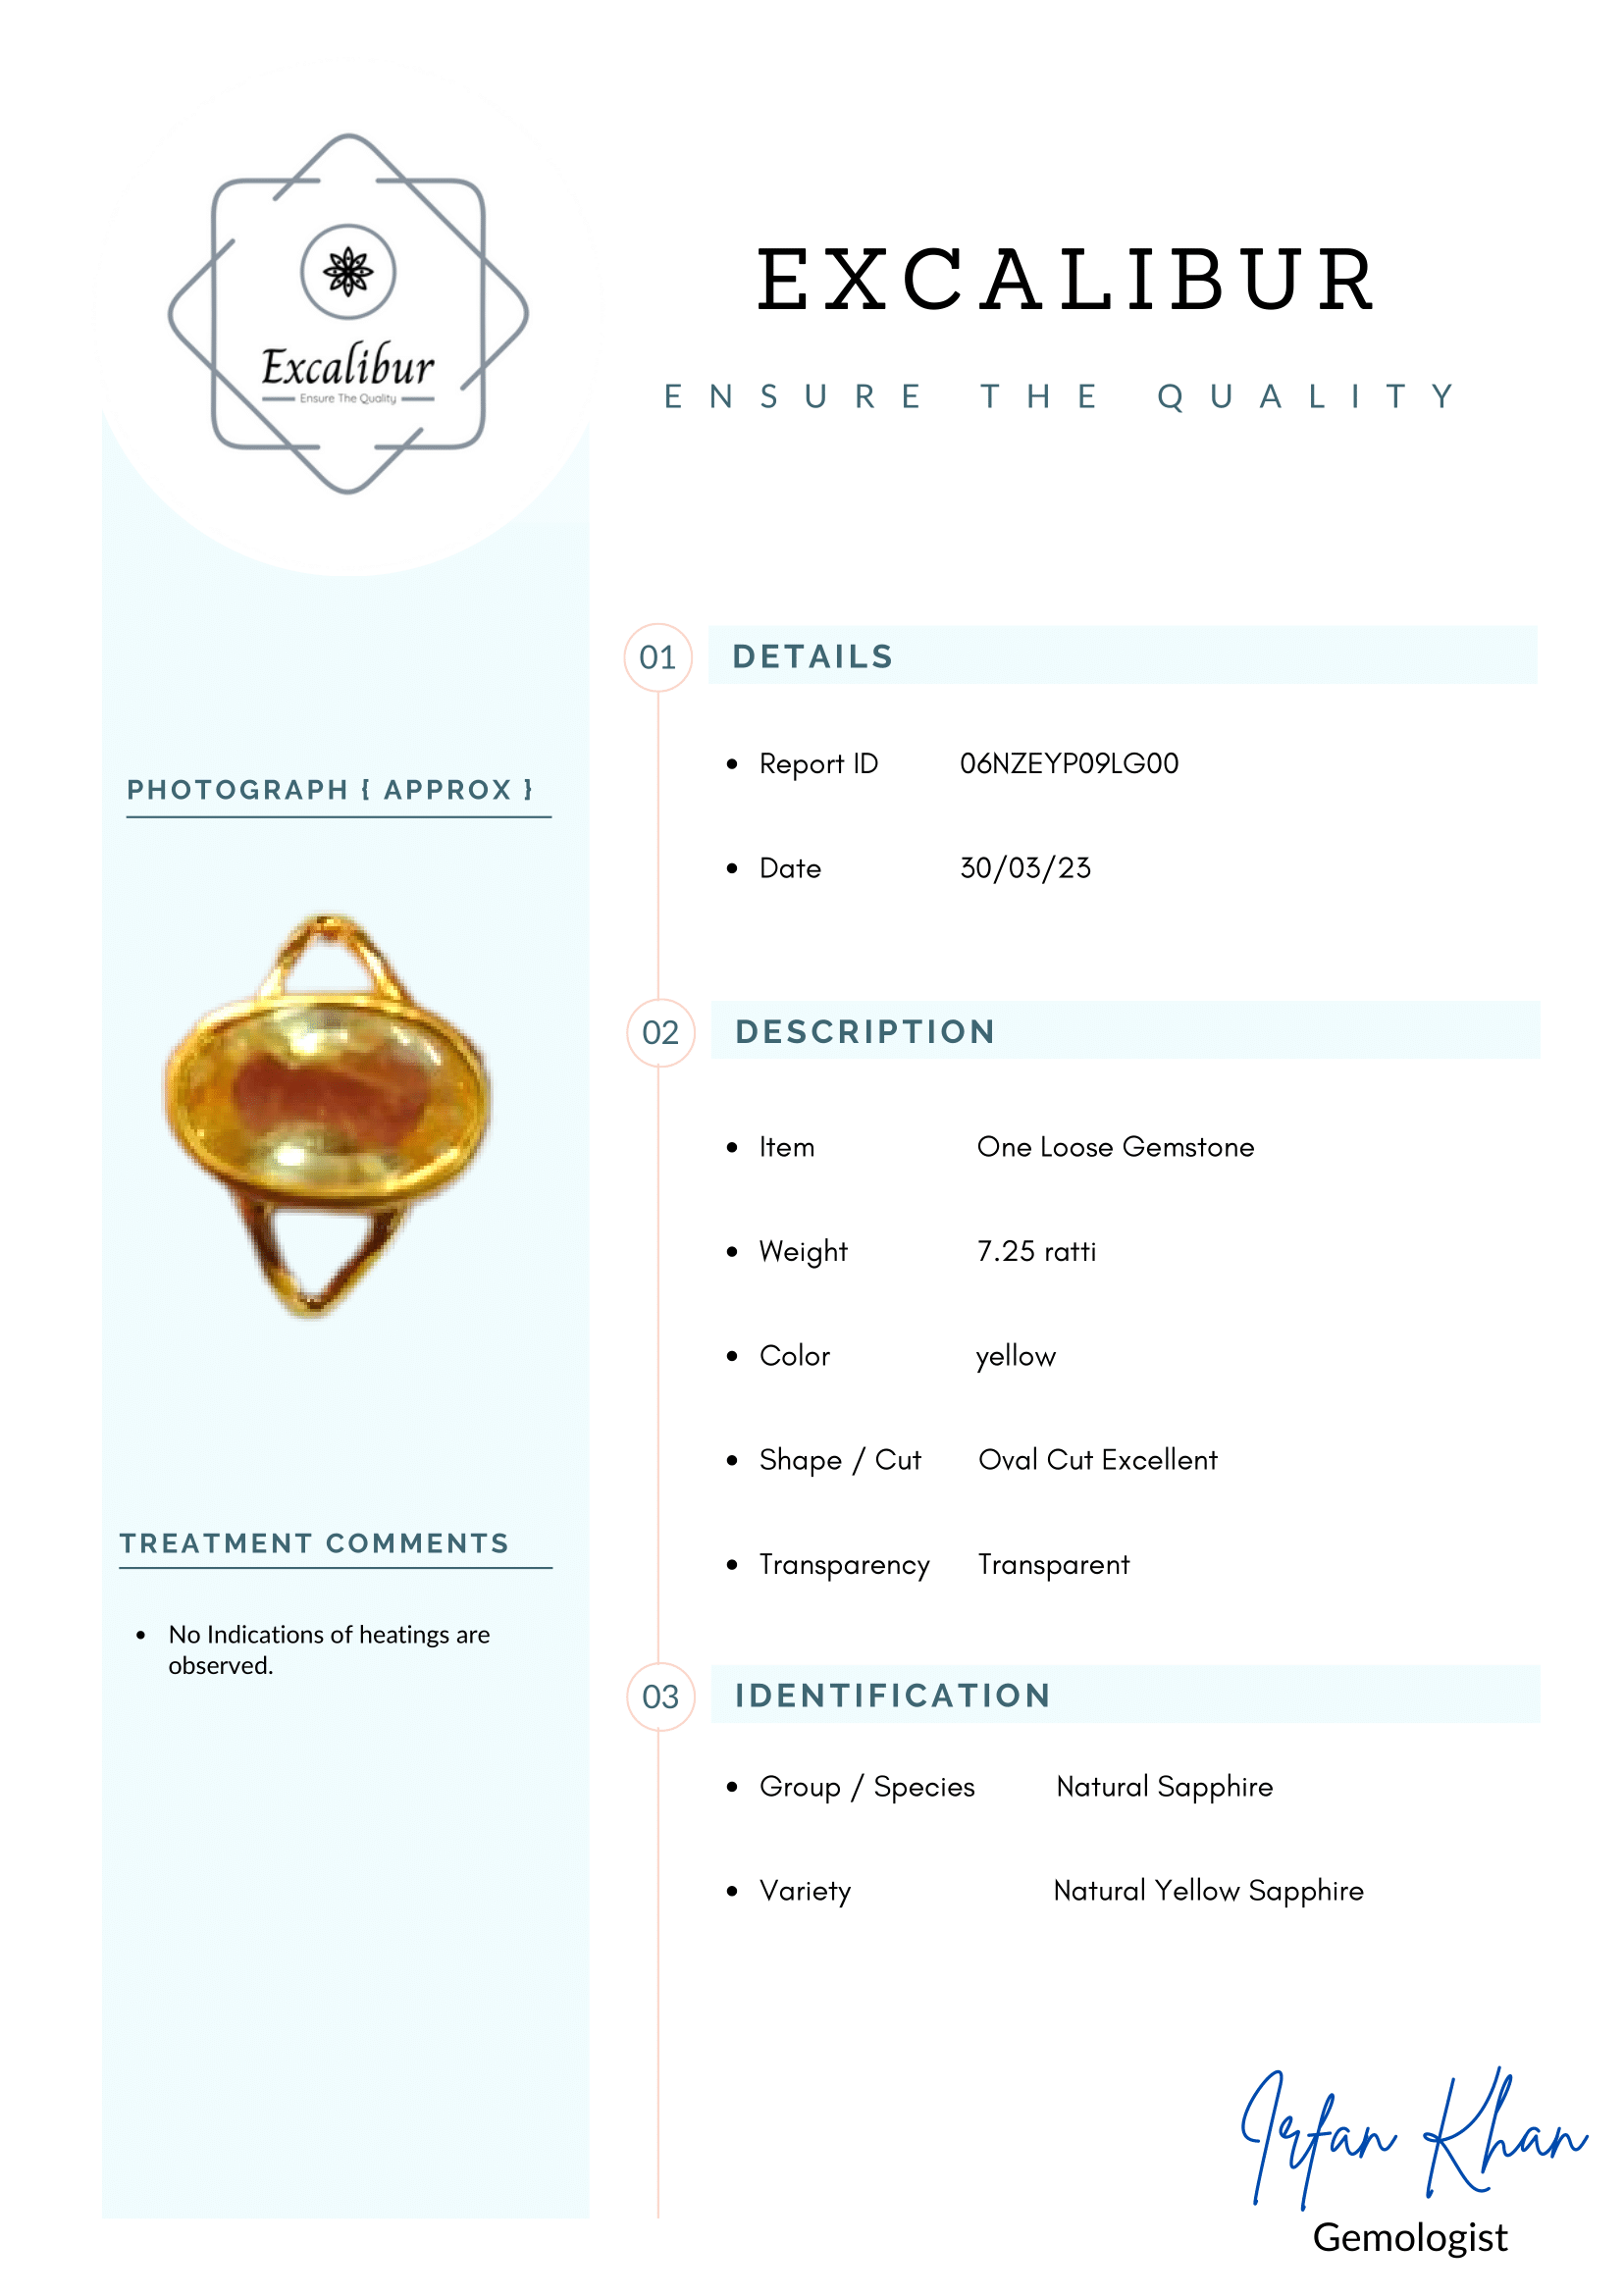 Excalibur
Ensure The Quality
EXCALIBUR
ENSURE THE QUALITY
PHOTOGRAPH { APPROX }
TREATMENT COMMENTS
No Indications of heatings are
observed.
01 DETAILS
Report ID 06NZEYP09LG00
Date 30/03/23
02 DESCRIPTION
Item One Loose Gemstone
Weight 7.25 ratti
Color yellow
Shape / Cut Oval Cut Excellent
Transparency Transparent
03 IDENTIFICATION
Group / Species Natural Sapphire
Variety Natural Yellow Sapphire
Irfan Khan
Gemologist